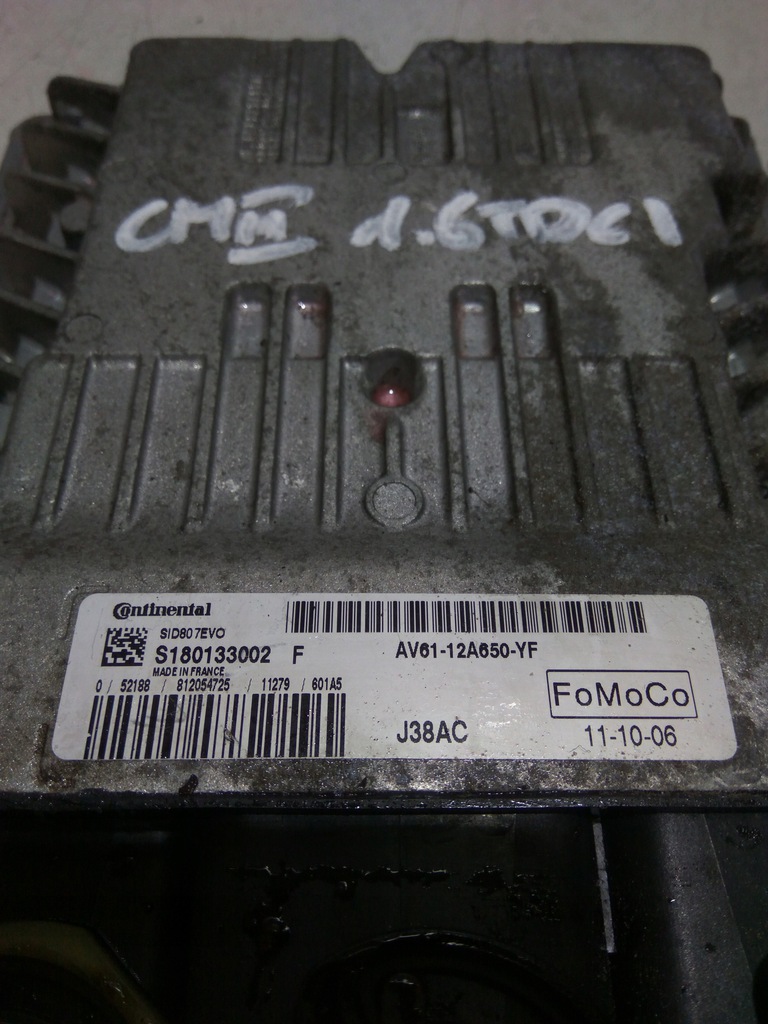 CMIII 1.6TDCI
Continental
SID807EVO
S180133002 F
MADE IN FRANCE
AV61-12A650-YF
0 / 52188 / 812054725 / 11279 / 601A5
FoMoCo
J38AC
11-10-06